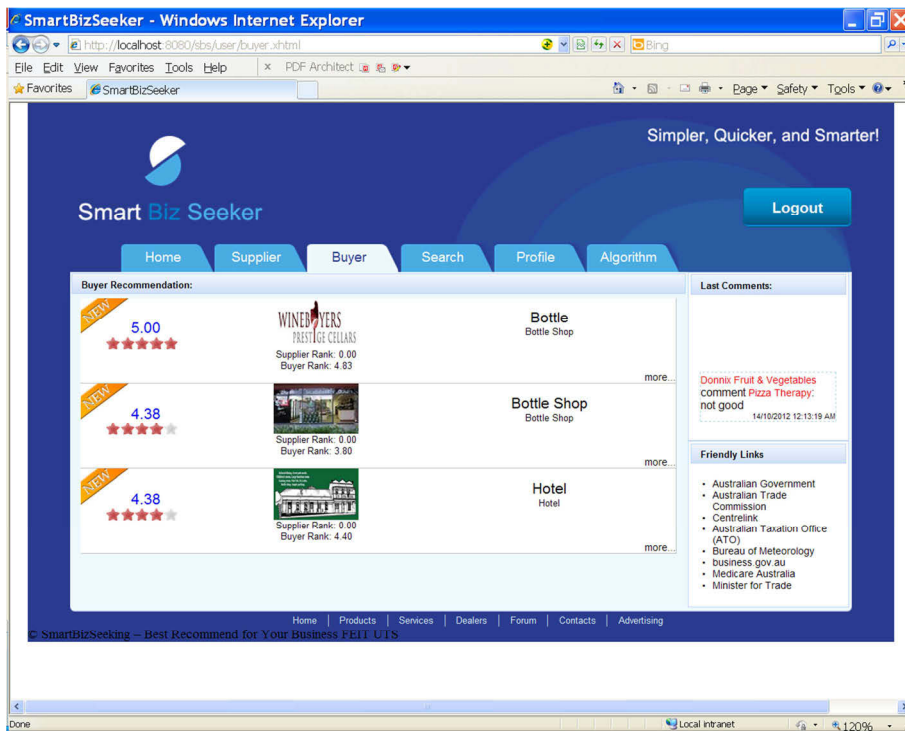 SmartBizSeeker - Windows Internet Explorer
http://localhost:8080/sbs/user/buyer.xhtml
Bing
File Edit View Favorites Tools Help
x PDF Architect
Favorites
SmartBizSeeker
Page Safety Tools
Simpler, Quicker, and Smarter!
Smart Biz Seeker
Logout
Home Supplier Buyer Search Profile Algorithm
Buyer Recommendation:
NEW
5.00
WINEBUYERS
PRESTIGE CELLARS
Supplier Rank: 0.00
Buyer Rank: 4.83
Bottle
Bottle Shop
more...
NEW
4.38
Supplier Rank: 0.00
Buyer Rank: 3.80
Bottle Shop
Bottle Shop
more...
NEW
4.38
Supplier Rank: 0.00
Buyer Rank: 4.40
Hotel
Hotel
more...
Last Comments:
Donnix Fruit & Vegetables
comment Pizza Therapy:
not good
14/10/2012 12:13:19 AM
Friendly Links
• Australian Government
• Australian Trade
Commission
• Centrelink
• Australian Taxation Office
(ATO)
• Bureau of Meteorology
• business.gov.au
• Medicare Australia
• Minister for Trade
Home | Products | Services | Dealers | Forum | Contacts | Advertising
© SmartBizSeeking – Best Recommend for Your Business FEIT UTS
Done
Local intranet
120%